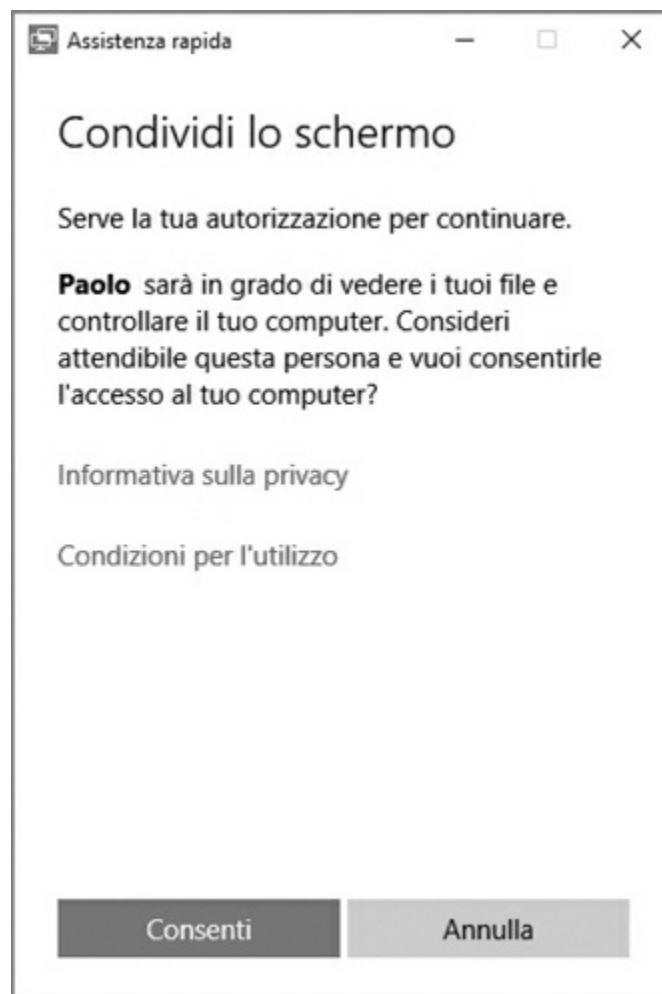 Assistenza rapida
Condividi lo schermo
Serve la tua autorizzazione per continuare.
Paolo sarà in grado di vedere i tuoi file e
controllare il tuo computer. Consideri
attendibile questa persona e vuoi consentirle
l'accesso al tuo computer?
Informativa sulla privacy
Condizioni per l'utilizzo
Consenti Annulla